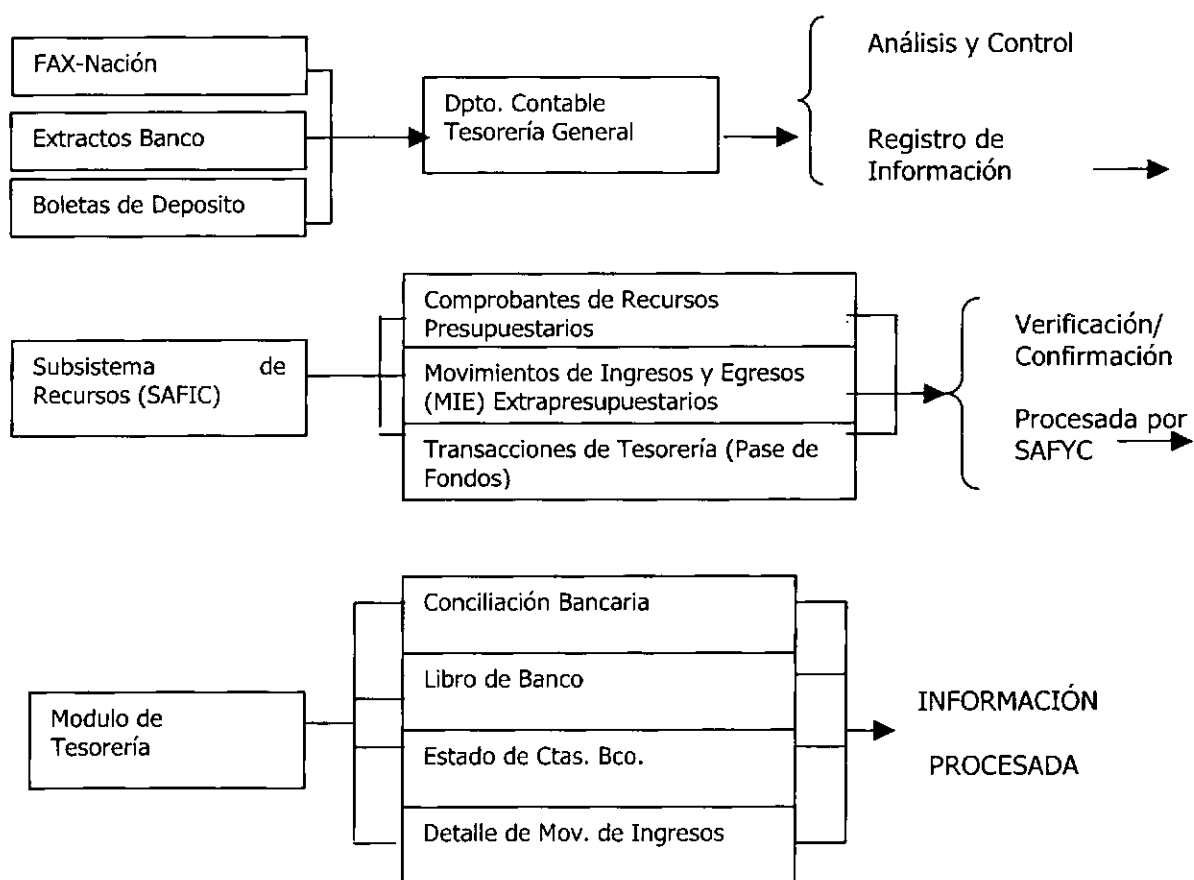 FAX-Nación
Extractos Banco
Boletas de Deposito
Dpto. Contable
Tesorería General
Análisis y Control
Registro de
Información
Subsistema de
Recursos (SAFIC)
Comprobantes de Recursos
Presupuestarios
Movimientos de Ingresos y Egresos
(MIE) Extrapresupuestarios
Transacciones de Tesorería (Pase de
Fondos)
Verificación/
Confirmación
Procesada por
SAFYC
Modulo de
Tesorería
Conciliación Bancaria
Libro de Banco
Estado de Ctas. Bco.
Detalle de Mov. de Ingresos
INFORMACIÓN
PROCESADA